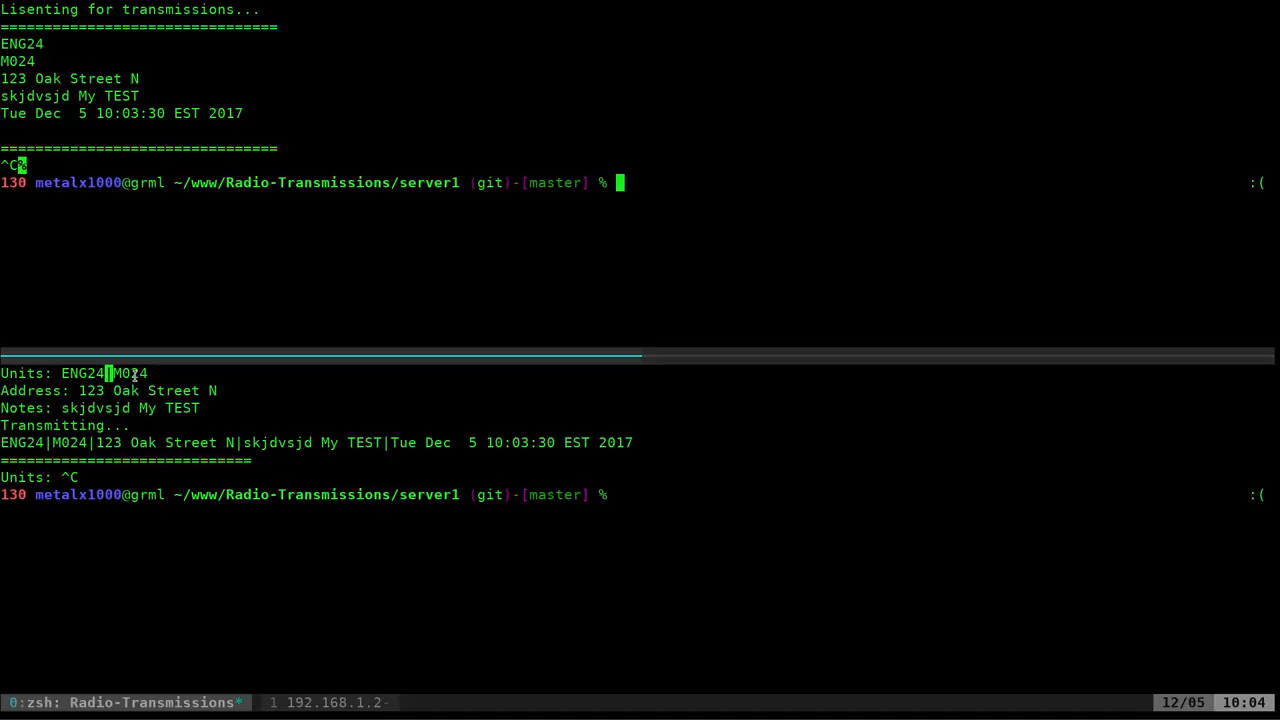 Lisenting for transmissions...
================================
ENG24
M024
123 Oak Street N
skjdvsjd My TEST
Tue Dec  5 10:03:30 EST 2017
================================
^C%
130 metalx1000@grml ~/www/Radio-Transmissions/server1 (git)-[master] % :(
Units: ENG24|M024
Address: 123 Oak Street N
Notes: skjdvsjd My TEST
Transmitting...
ENG24|M024|123 Oak Street N|skjdvsjd My TEST|Tue Dec  5 10:03:30 EST 2017
=============================
Units: ^C
130 metalx1000@grml ~/www/Radio-Transmissions/server1 (git)-[master] % :(
0:zsh: Radio-Transmissions* 1 192.168.1.2- 12/05 10:04